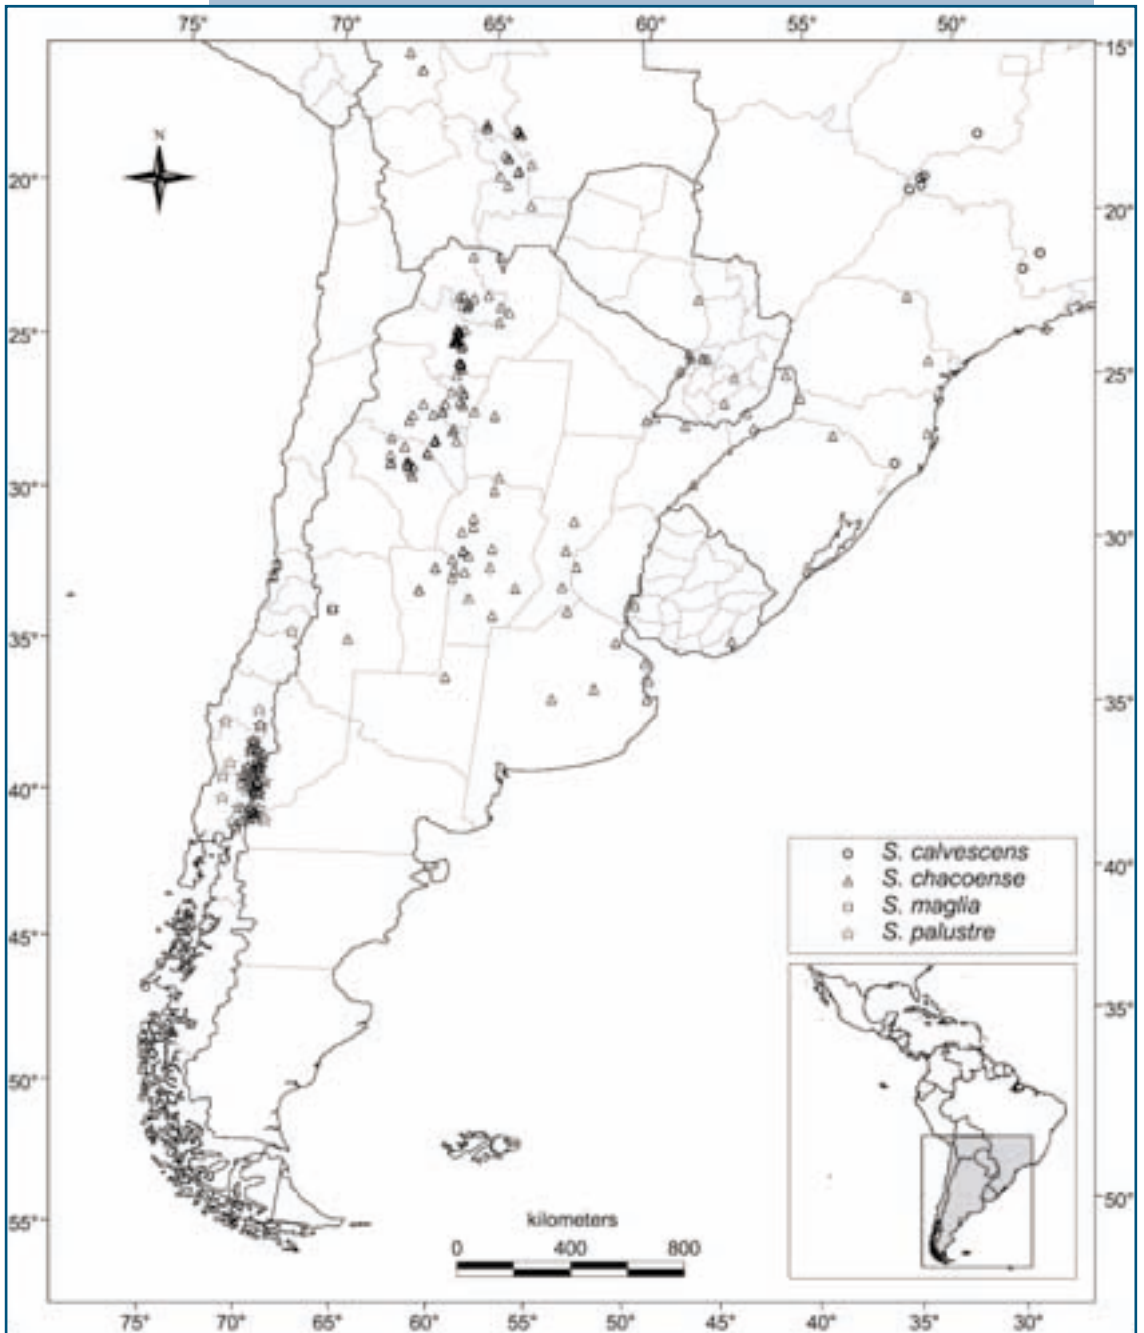 75° 70° 65° 60° 55° 50°
15°
N
20°
20°
25°
25°
30°
30°
35°
35°
40°
S. calvescens
S. chacoense
S. maglia
S. palustre
40°
45°
35°
50°
50°
55°
kilometers
0 400 800
75° 70° 65° 60° 55° 50° 45° 40° 35° 30°